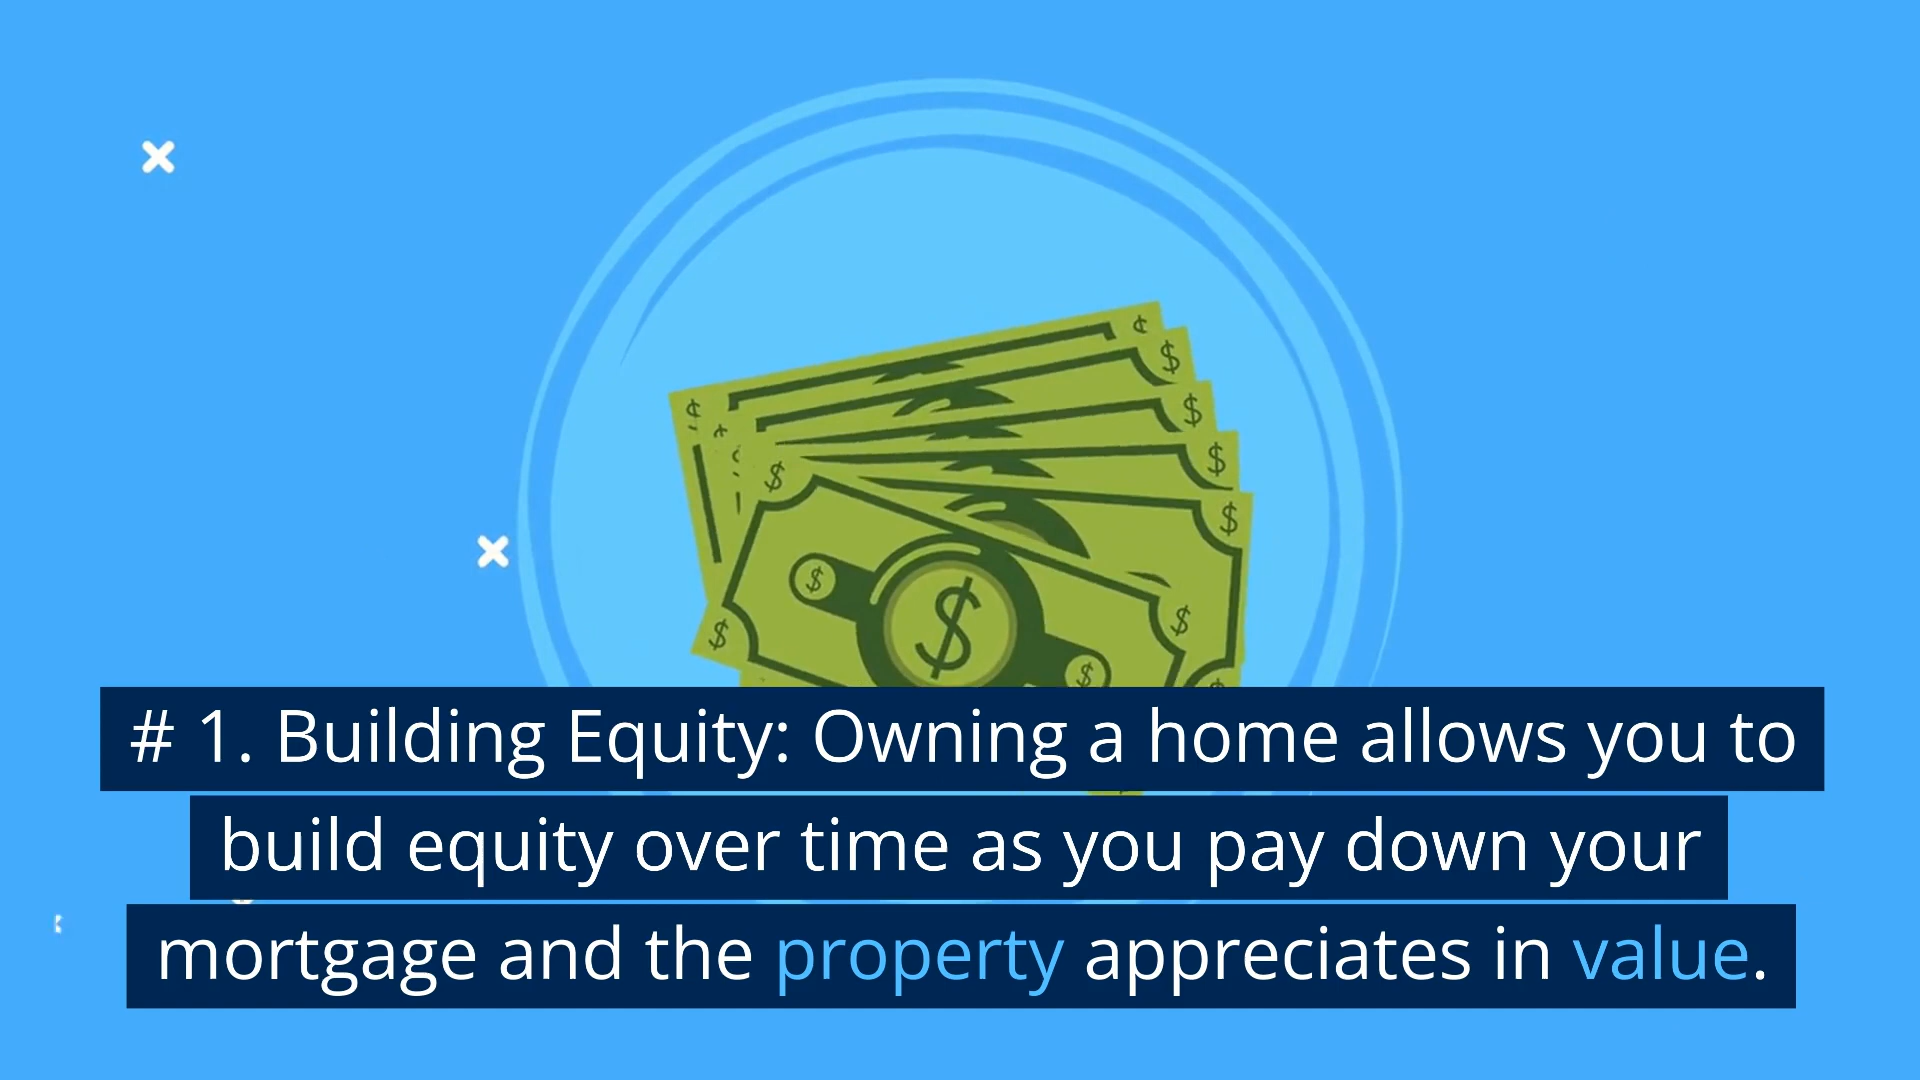 # 1. Building Equity: Owning a home allows you to
build equity over time as you pay down your
mortgage and the property appreciates in value.